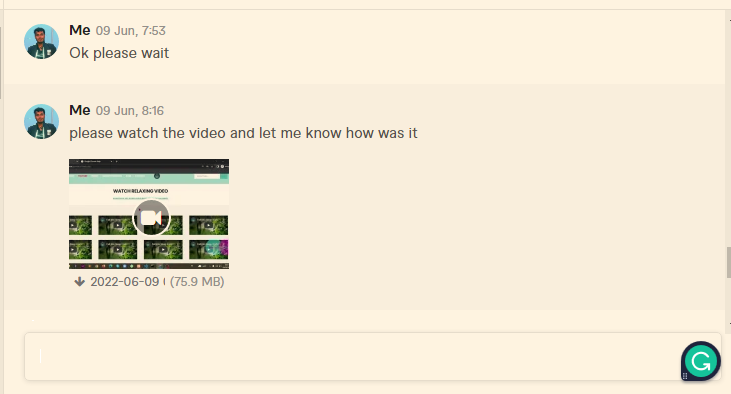 Me 09 Jun, 7:53
Ok please wait
Me 09 Jun, 8:16
please watch the video and let me know how was it
WATCH RELAXING VIDEO
2022-06-09 (75.9 MB)